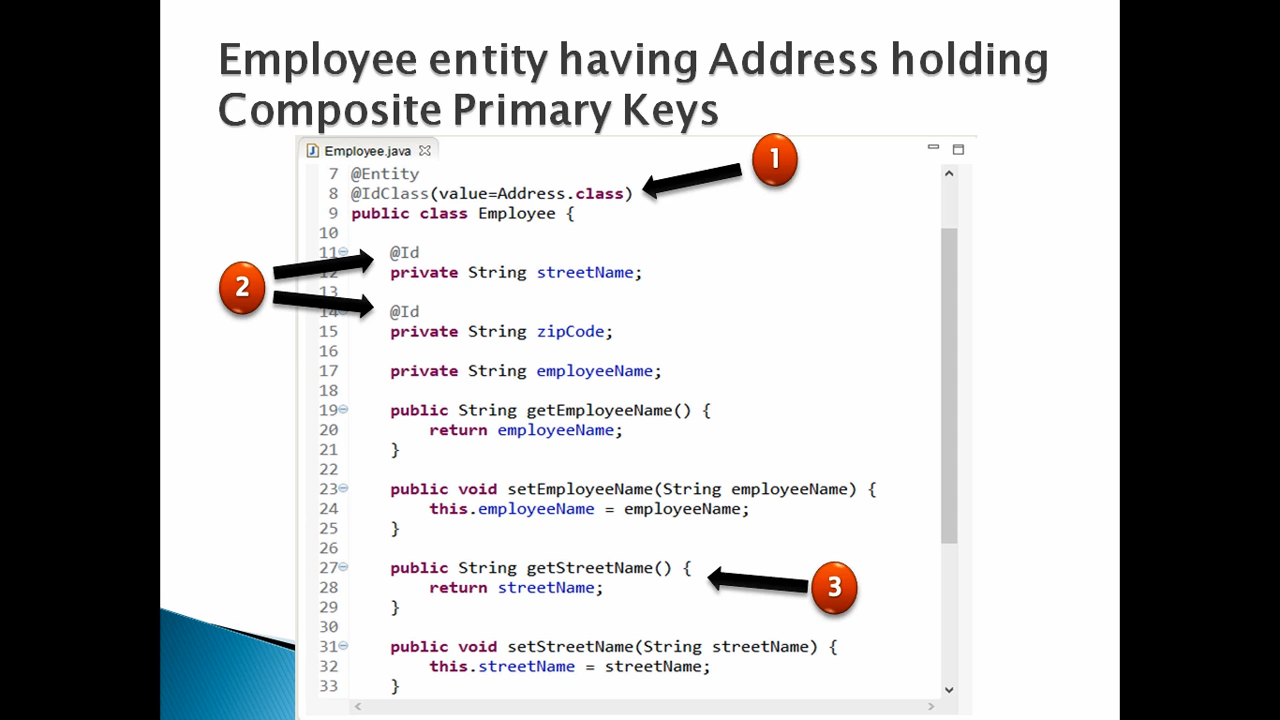 Employee entity having Address holding
Composite Primary Keys
Employee.java
1
7 @Entity
8 @IdClass(value=Address.class)
9 public class Employee {
10
11 @Id
2
12 private String streetName;
13
14 @Id
15 private String zipCode;
16
17 private String employeeName;
18
19 public String getEmployeeName() {
20 return employeeName;
21 }
22
23 public void setEmployeeName(String employeeName) {
24 this.employeeName = employeeName;
25 }
26
27 public String getStreetName() {
3
28 return streetName;
29 }
30
31 public void setStreetName(String streetName) {
32 this.streetName = streetName;
33 }